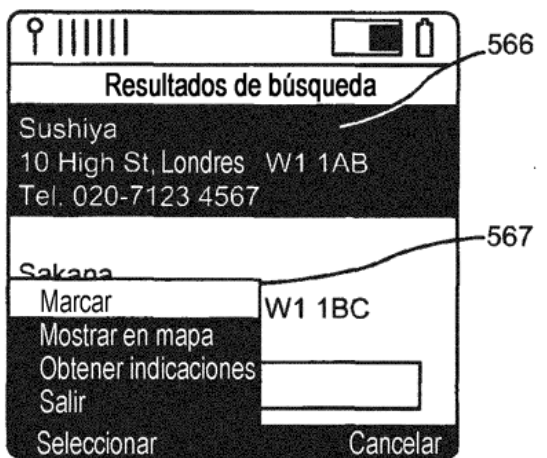 Resultados de búsqueda
566
Sushiya
10 High St, Londres W1 1AB
Tel. 020-7123 4567
567
Sakana
Marcar
W1 1BC
Mostrar en mapa
Obtener indicaciones
Salir
Seleccionar
Cancelar